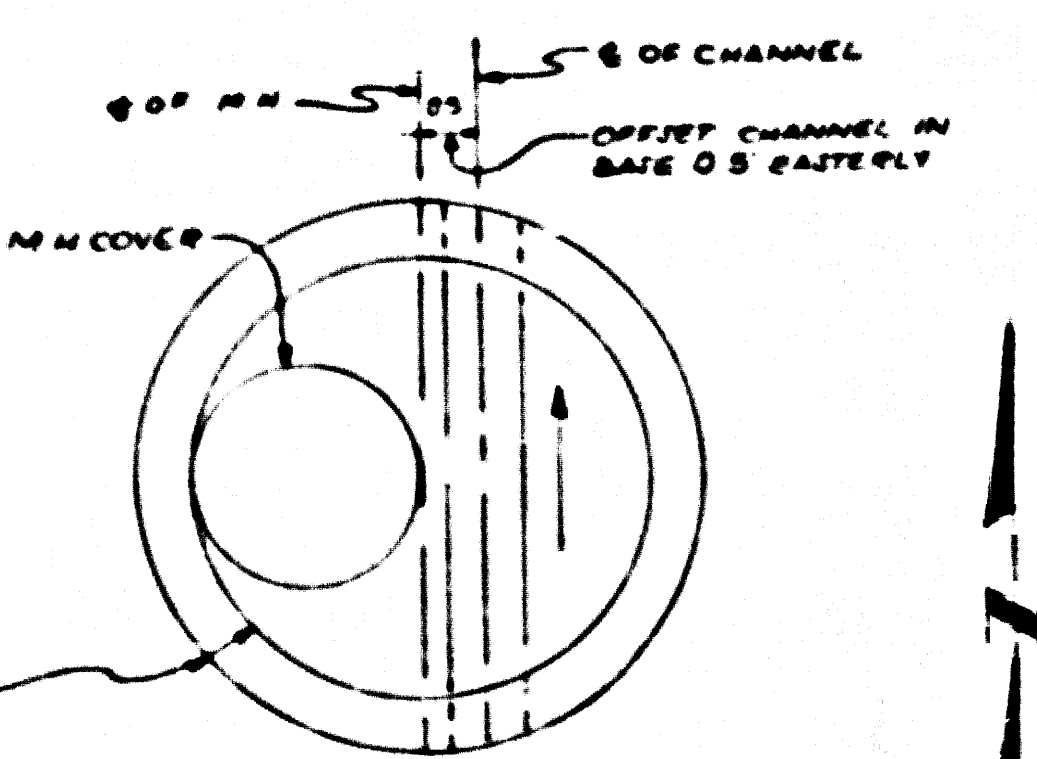 ℄ OF CHANNEL
℄ OF MH
0.5
OFFSET CHANNEL IN
BASE 0.5 EASTERLY
MH COVER